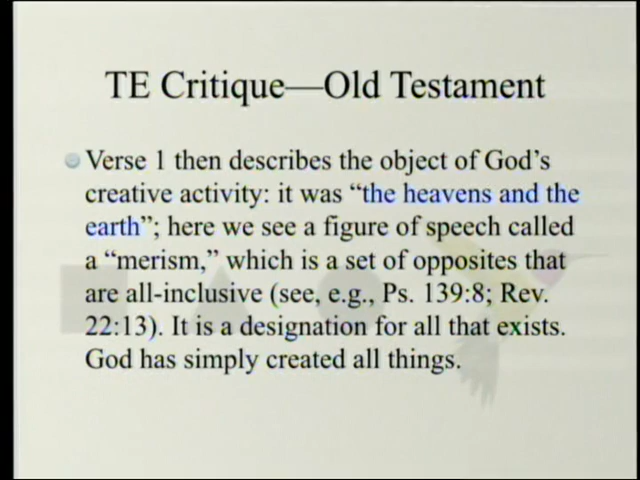 TE Critique—Old Testament
Verse 1 then describes the object of God's
creative activity: it was “the heavens and the
earth”; here we see a figure of speech called
a “merism,” which is a set of opposites that
are all-inclusive (see, e.g., Ps. 139:8; Rev.
22:13). It is a designation for all that exists.
God has simply created all things.